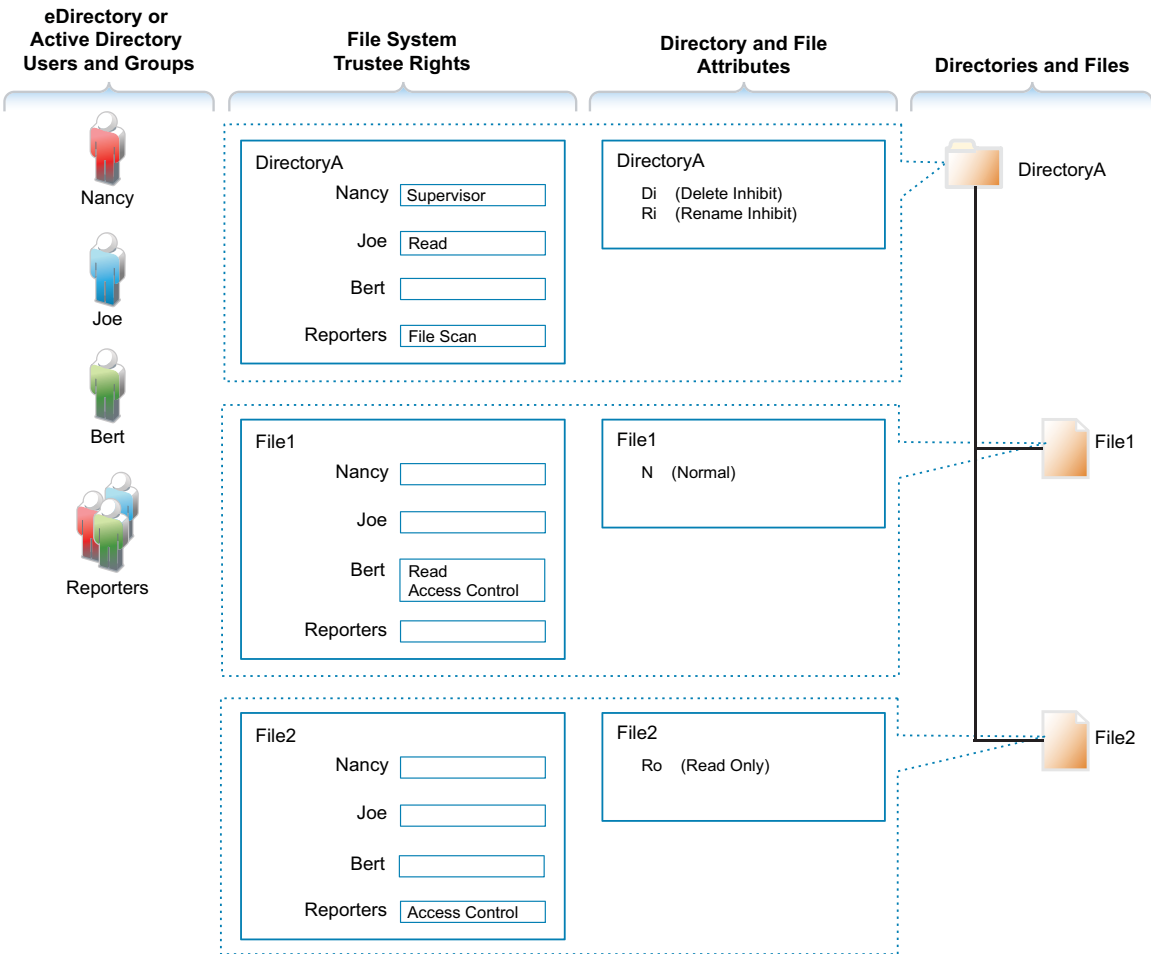 eDirectory or
Active Directory
Users and Groups
File System
Trustee Rights
Directory and File
Attributes
Directories and Files
Nancy
Joe
Bert
Reporters
DirectoryA
Nancy Supervisor
Joe Read
Bert
Reporters File Scan
DirectoryA
Di (Delete Inhibit)
Ri (Rename Inhibit)
DirectoryA
File1
Nancy
Joe
Bert Read
Access Control
Reporters
File1
N (Normal)
File1
File2
Nancy
Joe
Bert
Reporters Access Control
File2
Ro (Read Only)
File2